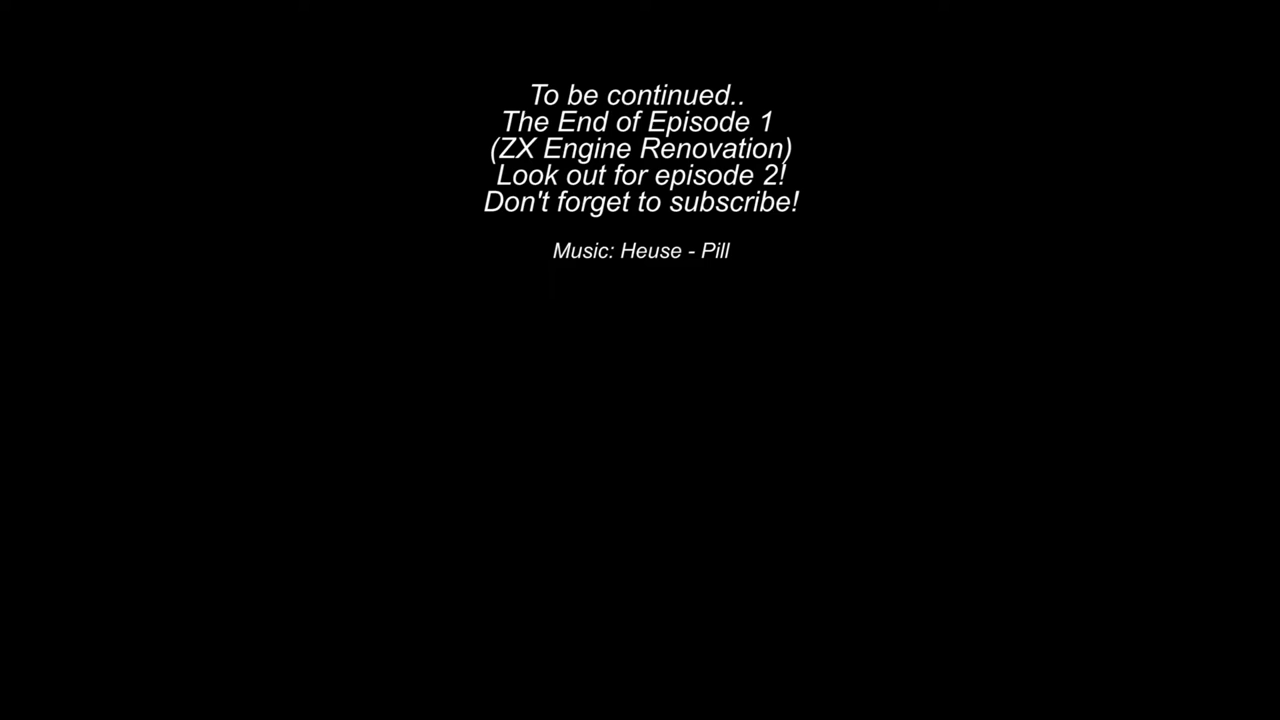 To be continued..
The End of Episode 1
(ZX Engine Renovation)
Look out for episode 2!
Don't forget to subscribe!
Music: Heuse - Pill